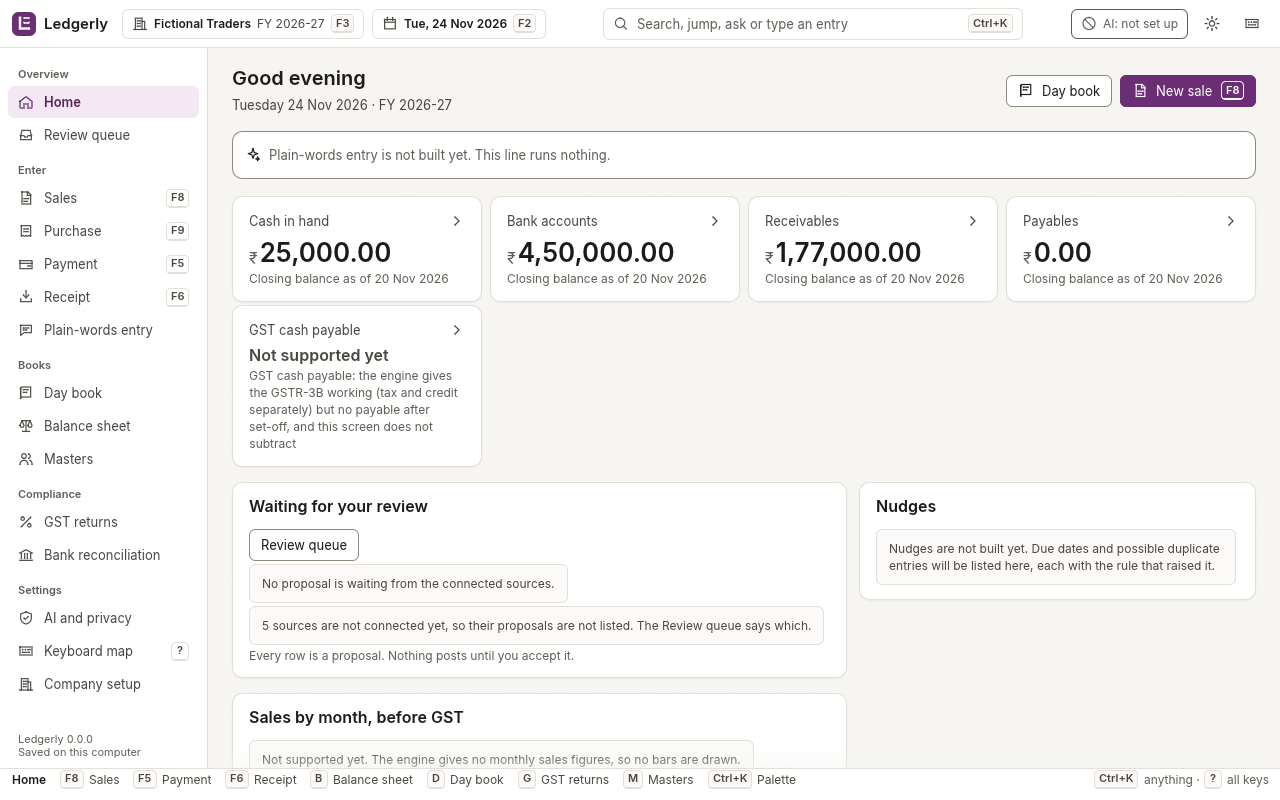 Ledgerly
Fictional Traders FY 2026-27 F3
Tue, 24 Nov 2026 F2
Search, jump, ask or type an entry Ctrl+K
AI: not set up
Overview
Home
Review queue
Enter
Sales F8
Purchase F9
Payment F5
Receipt F6
Plain-words entry
Books
Day book
Balance sheet
Masters
Compliance
GST returns
Bank reconciliation
Settings
AI and privacy
Keyboard map ?
Company setup
Ledgerly 0.0.0
Saved on this computer
Good evening
Tuesday 24 Nov 2026 · FY 2026-27
Day book
New sale F8
Plain-words entry is not built yet. This line runs nothing.
Cash in hand
₹25,000.00
Closing balance as of 20 Nov 2026
Bank accounts
₹4,50,000.00
Closing balance as of 20 Nov 2026
Receivables
₹1,77,000.00
Closing balance as of 20 Nov 2026
Payables
₹0.00
Closing balance as of 20 Nov 2026
GST cash payable
Not supported yet
GST cash payable: the engine gives
the GSTR-3B working (tax and credit
separately) but no payable after
set-off, and this screen does not
subtract
Waiting for your review
Review queue
No proposal is waiting from the connected sources.
5 sources are not connected yet, so their proposals are not listed. The Review queue says which.
Every row is a proposal. Nothing posts until you accept it.
Nudges
Nudges are not built yet. Due dates and possible duplicate
entries will be listed here, each with the rule that raised it.
Sales by month, before GST
Not supported yet. The engine gives no monthly sales figures, so no bars are drawn.
Home F8 Sales F5 Payment F6 Receipt B Balance sheet D Day book G GST returns M Masters Ctrl+K Palette
Ctrl+K anything · ? all keys